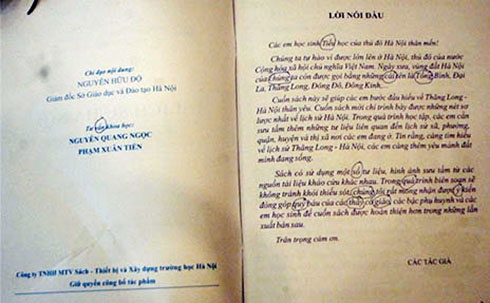 Chỉ đạo nội dung:
NGUYỄN HỮU ĐỘ
Giám đốc Sở Giáo dục và Đào tạo Hà Nội
Tư vấn khoa học:
NGUYỄN QUANG NGỌC
PHẠM XUÂN TIÊN
Công ty TNHH MTV Sách - Thiết bị và Xây dựng trường học Hà Nội
Giữ quyền công bố tác phẩm
LỜI NÓI ĐẦU
Các em học sinh Tiểu học của thủ đô Hà Nội thân mến!
Chúng ta tự hào vì được lớn lên ở Hà Nội, thủ đô của nước
Cộng hòa xã hội chủ nghĩa Việt Nam. Ngày xưa, vùng đất Hà Nội
của chúng ta còn được gọi bằng những cái tên là Tống Bình, Đại
La, Thăng Long, Đông Đô, Đông Kinh.
Cuốn sách này sẽ giúp các em bước đầu hiểu về Thăng Long -
Hà Nội thân yêu. Cuốn sách mới chỉ trình bày được những nét sơ
lược nhất về lịch sử Hà Nội. Trong quá trình học tập, các em cần
sưu tầm thêm những tư liệu liên quan đến lịch sử xã, phường,
quận, huyện và thị xã nơi các em đang ở. Tin rằng, càng tìm hiểu
về lịch sử Thăng Long - Hà Nội, các em càng thêm yêu mảnh đất
mình đang sống.
Sách có sử dụng một số tư liệu, hình ảnh sưu tầm từ các
nguồn tài liệu khảo cứu khác nhau. Trong quá trình biên soạn sẽ
không tránh khỏi thiếu sót, chúng tôi rất mong nhận được ý kiến
đóng góp quý báu của các thầy cô giáo, các bậc phụ huynh và các
em học sinh để cuốn sách được hoàn thiện hơn trong những lần
xuất bản sau.
Trân trọng cảm ơn.
CÁC TÁC GIẢ